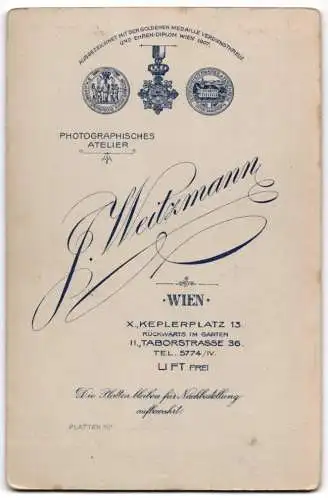 AUSGEZEICHNET MIT DER GOLDENEN MEDAILLE VERDIENSTKREUZ
UND EHREN-DIPLOM WIEN 1907.
PHOTOGRAPHISCHES
ATELIER
J. Weitzmann
·WIEN·
X., KEPLERPLATZ 13
RÜCKWÄRTS IM GARTEN
II., TABORSTRASSE 36.
TEL. 5774/IV.
LIFT FREI
Die Platten bleiben für Nachbestellung
aufbewahrt.
PLATTEN No